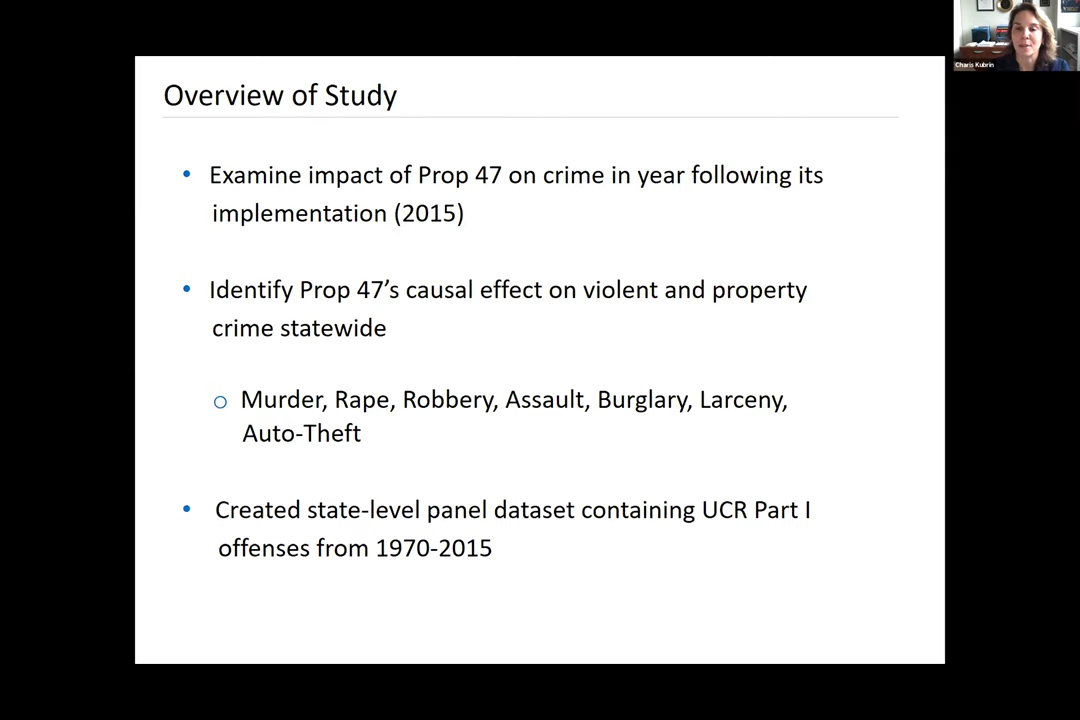 Charis Kubrin
Overview of Study
• Examine impact of Prop 47 on crime in year following its
implementation (2015)
• Identify Prop 47’s causal effect on violent and property
crime statewide
o Murder, Rape, Robbery, Assault, Burglary, Larceny,
Auto-Theft
• Created state-level panel dataset containing UCR Part I
offenses from 1970-2015